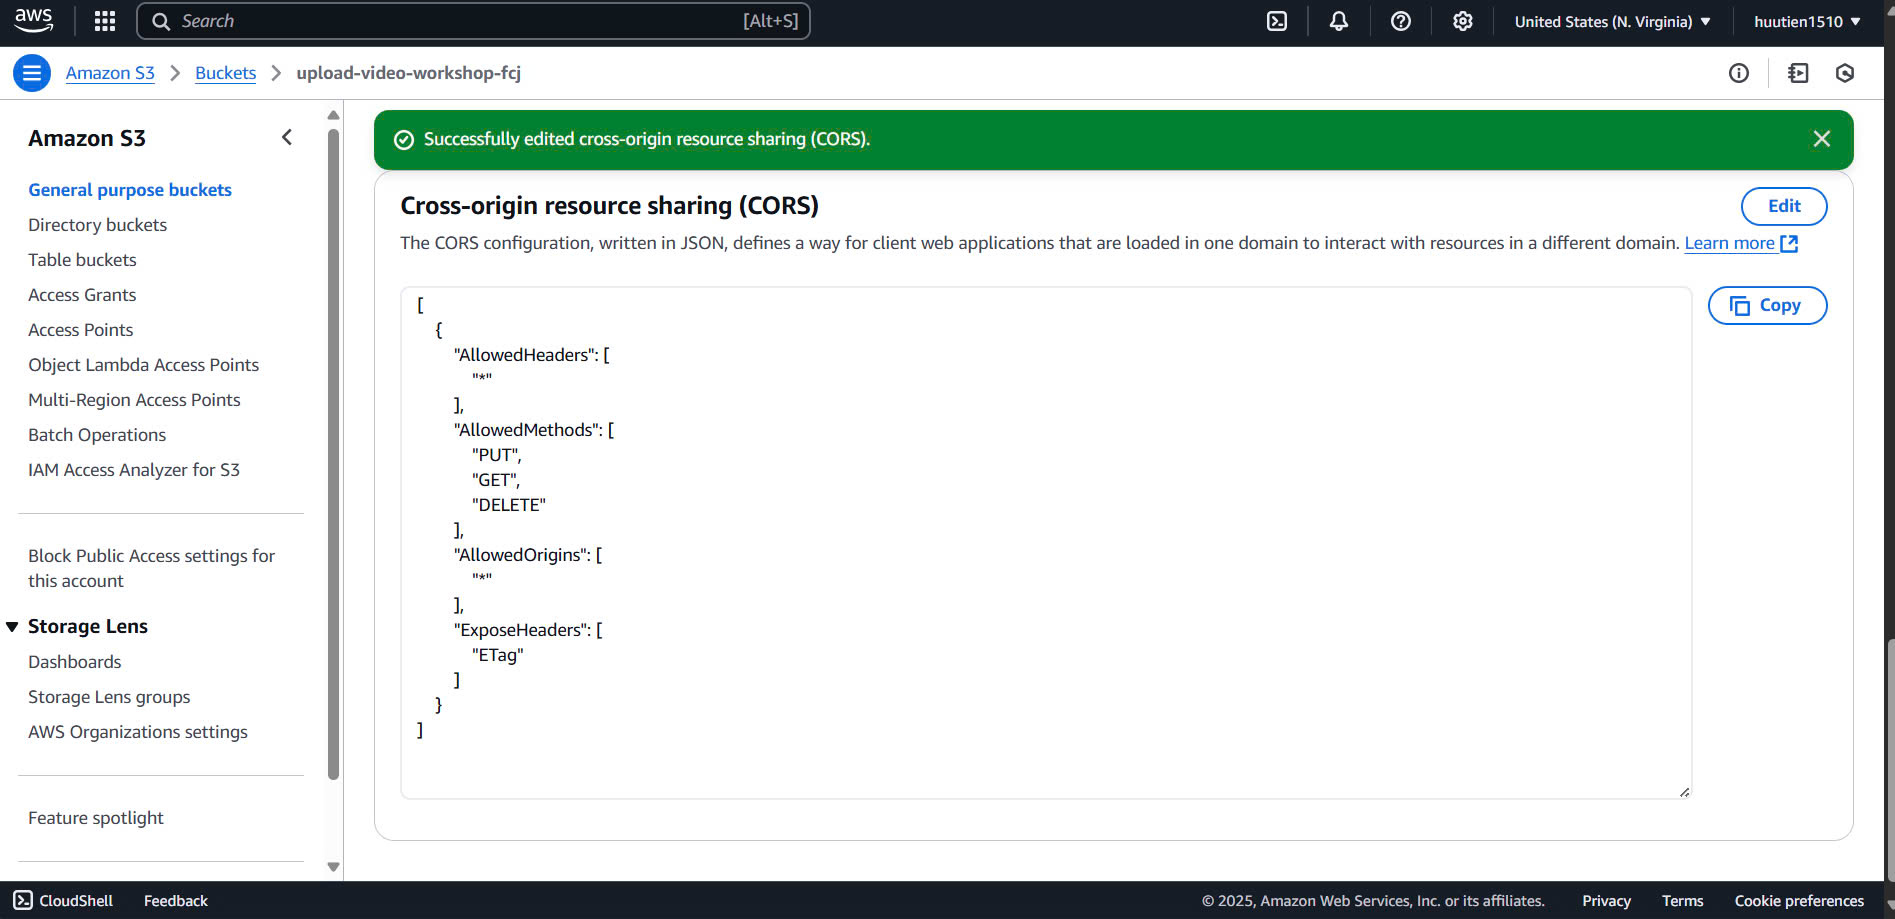 aws
Search
[Alt+S]
United States (N. Virginia)
huutien1510
Amazon S3
Buckets
upload-video-workshop-fcj
Amazon S3
General purpose buckets
Directory buckets
Table buckets
Access Grants
Access Points
Object Lambda Access Points
Multi-Region Access Points
Batch Operations
IAM Access Analyzer for S3
Block Public Access settings for
this account
Storage Lens
Dashboards
Storage Lens groups
AWS Organizations settings
Feature spotlight
Successfully edited cross-origin resource sharing (CORS).
Cross-origin resource sharing (CORS)
Edit
The CORS configuration, written in JSON, defines a way for client web applications that are loaded in one domain to interact with resources in a different domain. Learn more
Copy
[
{
"AllowedHeaders": [
"*"
],
"AllowedMethods": [
"PUT",
"GET",
"DELETE"
],
"AllowedOrigins": [
"*"
],
"ExposeHeaders": [
"ETag"
]
}
]
CloudShell
Feedback
© 2025, Amazon Web Services, Inc. or its affiliates.
Privacy
Terms
Cookie preferences